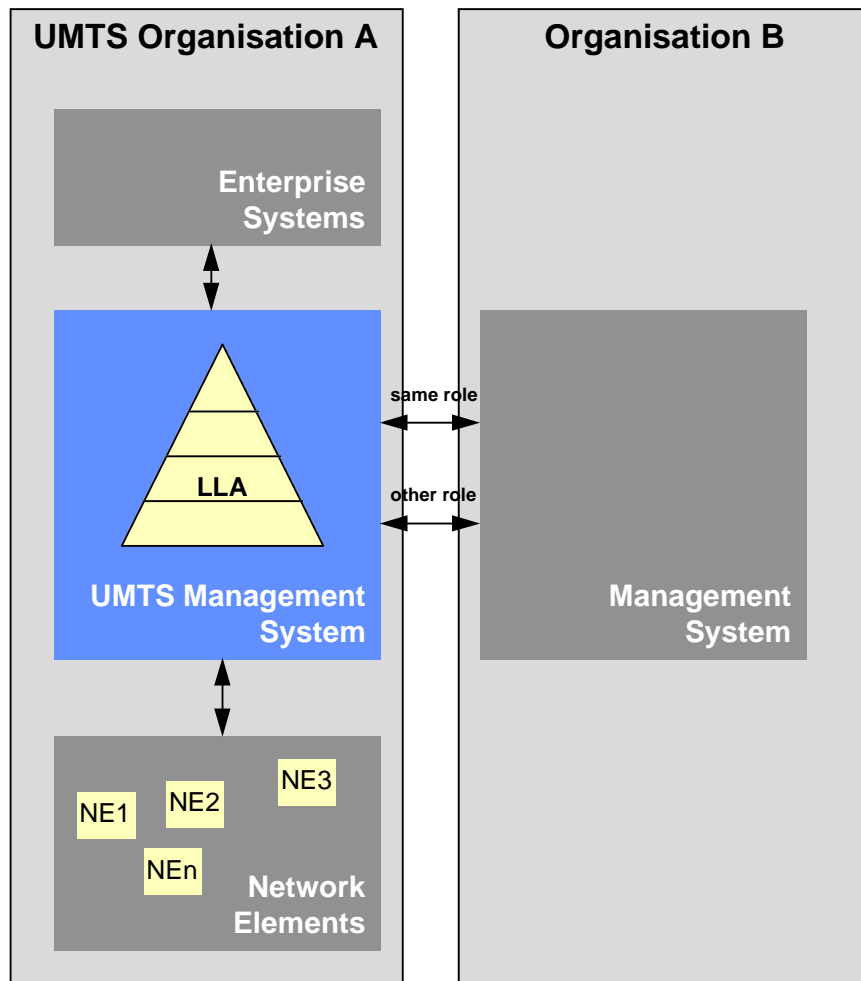 UMTS Organisation A
Enterprise
Systems
LLA
UMTS Management
System
NE1
NE2
NE3
NEn
Network
Elements
same role
other role
Organisation B
Management
System